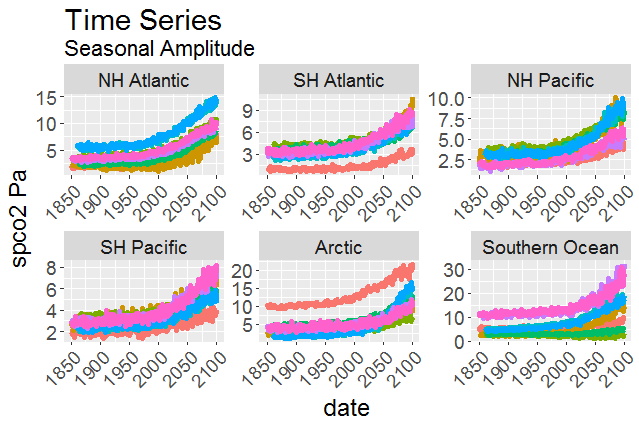 Time Series
Seasonal Amplitude
NH Atlantic SH Atlantic NH Pacific
15
10
5
9
6
3
10.0
7.5
5.0
2.5
1850 1900 1950 2000 2050 2100 1850 1900 1950 2000 2050 2100 1850 1900 1950 2000 2050 2100
SH Pacific Arctic Southern Ocean
8
6
4
2
20
15
10
5
30
20
10
0
1850 1900 1950 2000 2050 2100 1850 1900 1950 2000 2050 2100 1850 1900 1950 2000 2050 2100
spco2 Pa
date